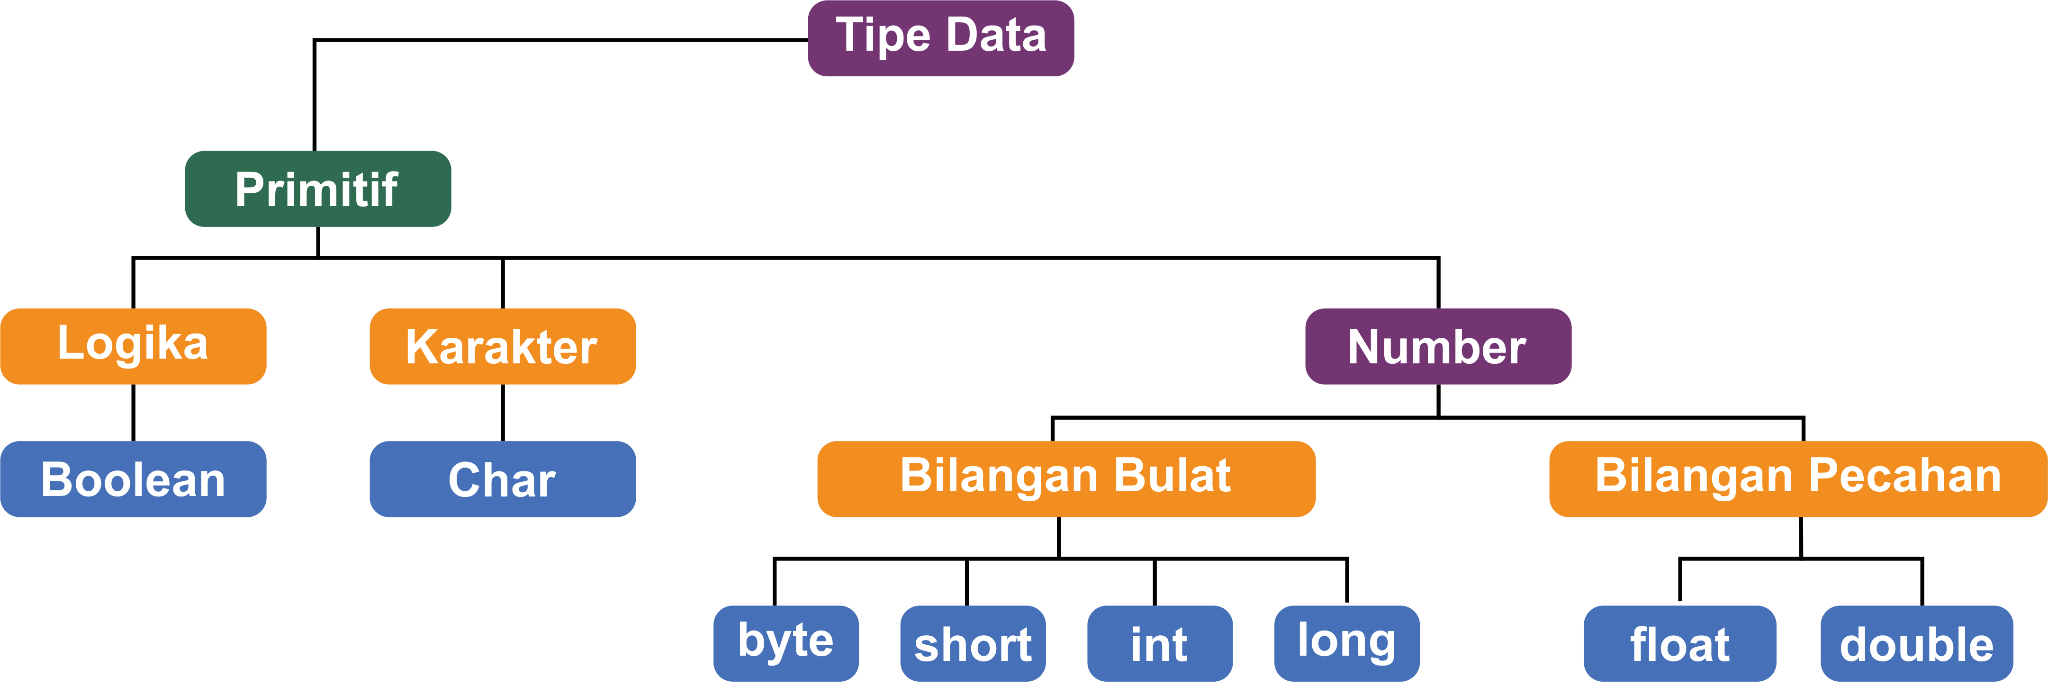 Tipe Data
Primitif
Logika
Karakter
Number
Boolean
Char
Bilangan Bulat
Bilangan Pecahan
byte
short
int
long
float
double